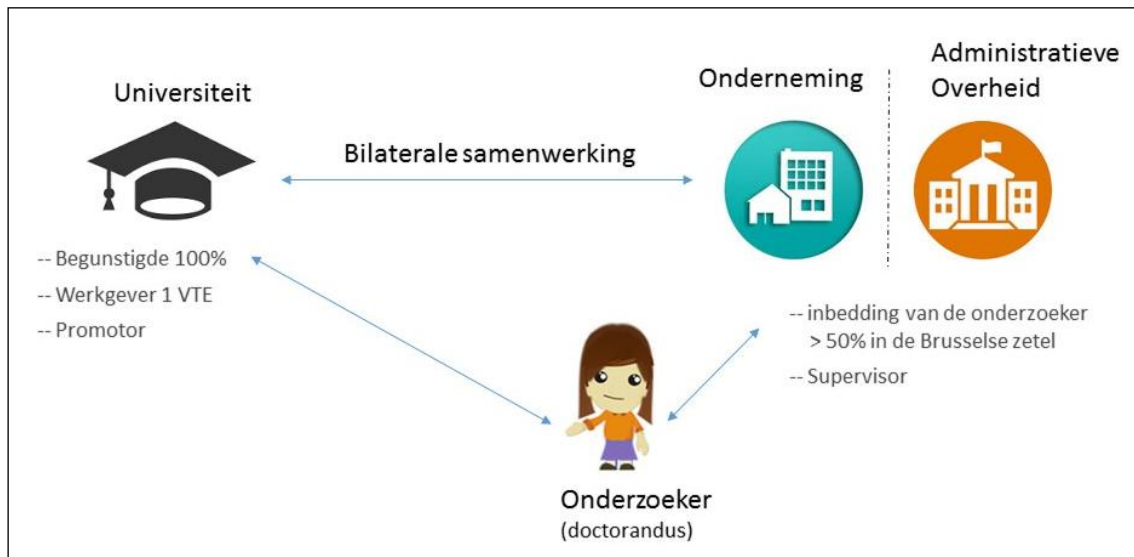 Universiteit
Bilaterale samenwerking
Onderneming
Administratieve
Overheid
-- Begunstigde 100%
-- Werkgever 1 VTE
-- Promotor
-- inbedding van de onderzoeker
> 50% in de Brusselse zetel
-- Supervisor
Onderzoeker
(doctorandus)